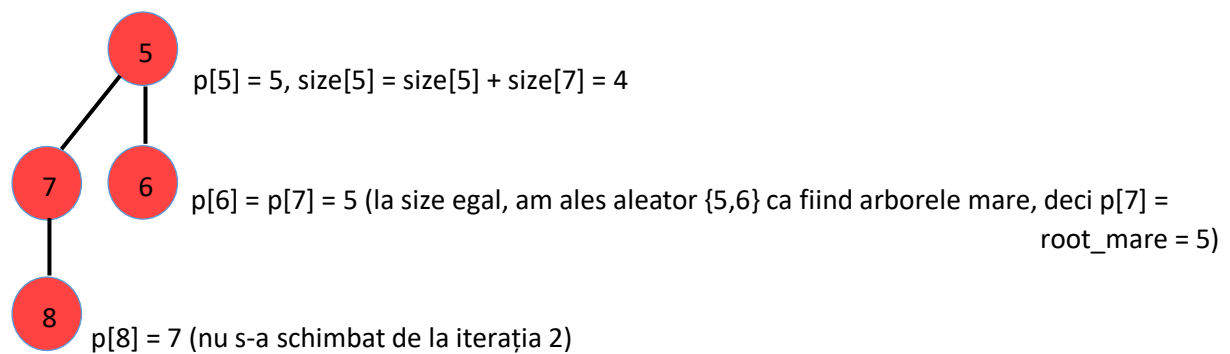 5
p[5] = 5, size[5] = size[5] + size[7] = 4
7
6
p[6] = p[7] = 5 (la size egal, am ales aleator {5,6} ca fiind arborele mare, deci p[7] =
root_mare = 5)
8
p[8] = 7 (nu s-a schimbat de la iterația 2)